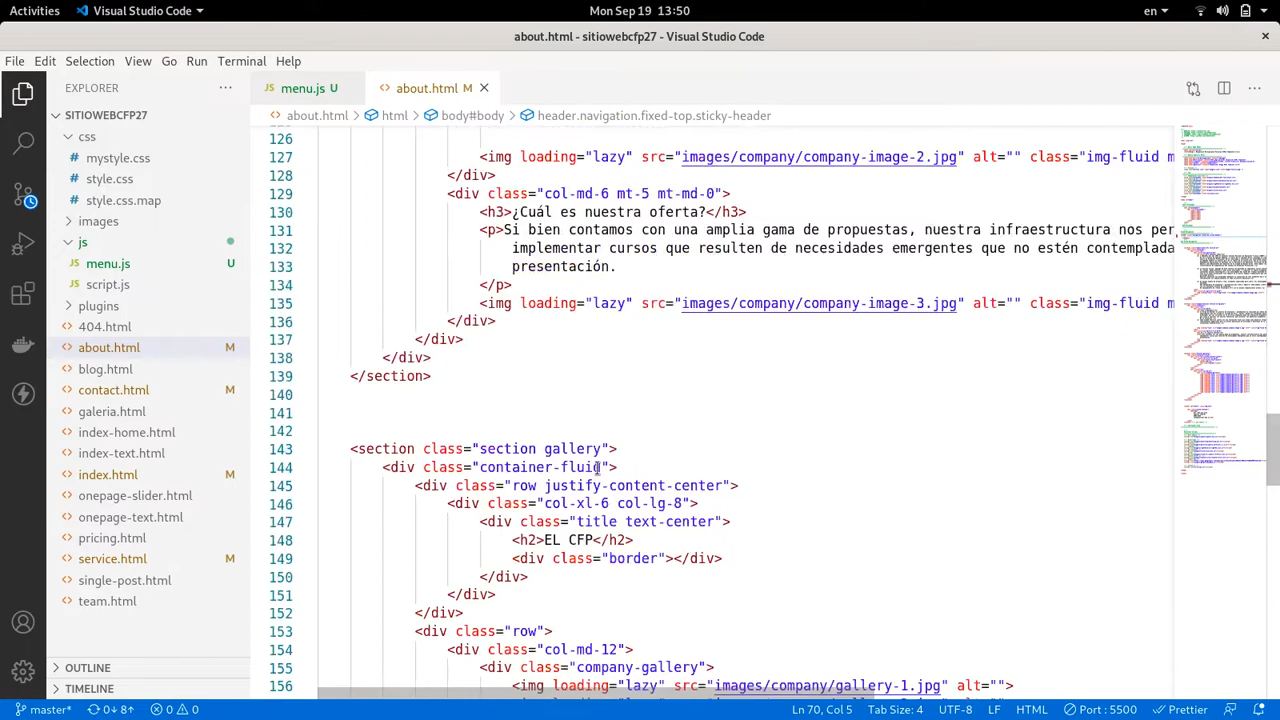 Activities Visual Studio Code Mon Sep 19 13:50 en
about.html - sitiowebcfp27 - Visual Studio Code
File Edit Selection View Go Run Terminal Help
EXPLORER
menu.js U
about.html M
about.html html body#body header.navigation.fixed-top.sticky-header
SITIOWEBCFP27
css
mystyle.css
style.css
style.css.map
images
js
menu.js U
script.js
plugins
404.html
about.html M
blog.html
contact.html M
galeria.html
index-home.html
M
onepage-slider.html
onepage-text.html
pricing.html
service.html M
single-post.html
team.html
OUTLINE
TIMELINE
126
127 <img loading="lazy" src="images/company/company-image-2.jpg" alt="" class="img-fluid m
128 </div>
129 <div class="col-md-6 mt-5 mt-md-0">
130 <h3>¿Cuál es nuestra oferta?</h3>
131 <p>Si bien contamos con una amplia gama de propuestas, nuestra infraestructura nos per
132 implementar cursos que resulten de necesidades emergentes que no estén contemplada
133 presentación.
134 </p>
135 <img loading="lazy" src="images/company/company-image-3.jpg" alt="" class="img-fluid m
136 </div>
137 </div>
138 </div>
139 </section>
140
141
142
143 <section class="section gallery">
144 <div class="container-fluid">
145 <div class="row justify-content-center">
146 <div class="col-xl-6 col-lg-8">
147 <div class="title text-center">
148 <h2>EL CFP</h2>
149 <div class="border"></div>
150 </div>
151 </div>
152 </div>
153 <div class="row">
154 <div class="col-md-12">
155 <div class="company-gallery">
156 <img loading="lazy" src="images/company/gallery-1.jpg" alt="">
master* 0↓ 8↑ 0 0 Ln 70, Col 5 Tab Size: 4 UTF-8 LF HTML Port : 5500 Prettier